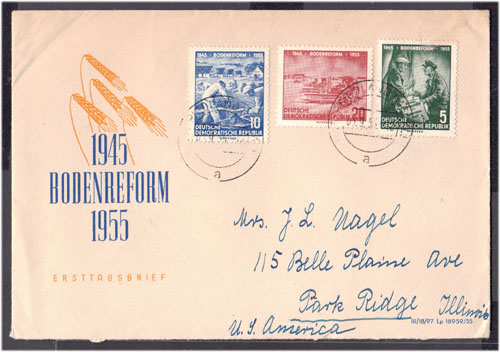 1945 · BODENREFORM · 1955
10
DEUTSCHE
DEMOKRATISCHE REPUBLIK
1945 · BODENREFORM · 1955
20
DEUTSCHE
DEMOKRATISCHE REPUBLIK
1945 · BODENREFORM · 1955
5
DEUTSCHE
DEMOKRATISCHE REPUBLIK
a
a
1945
BODENREFORM
1955
ERSTTAGSBRIEF
Mrs. J. L. Nagel
115 Belle Plaine Ave
Park Ridge Illinois
U.S. America
III/18/97 Lp 18959/55